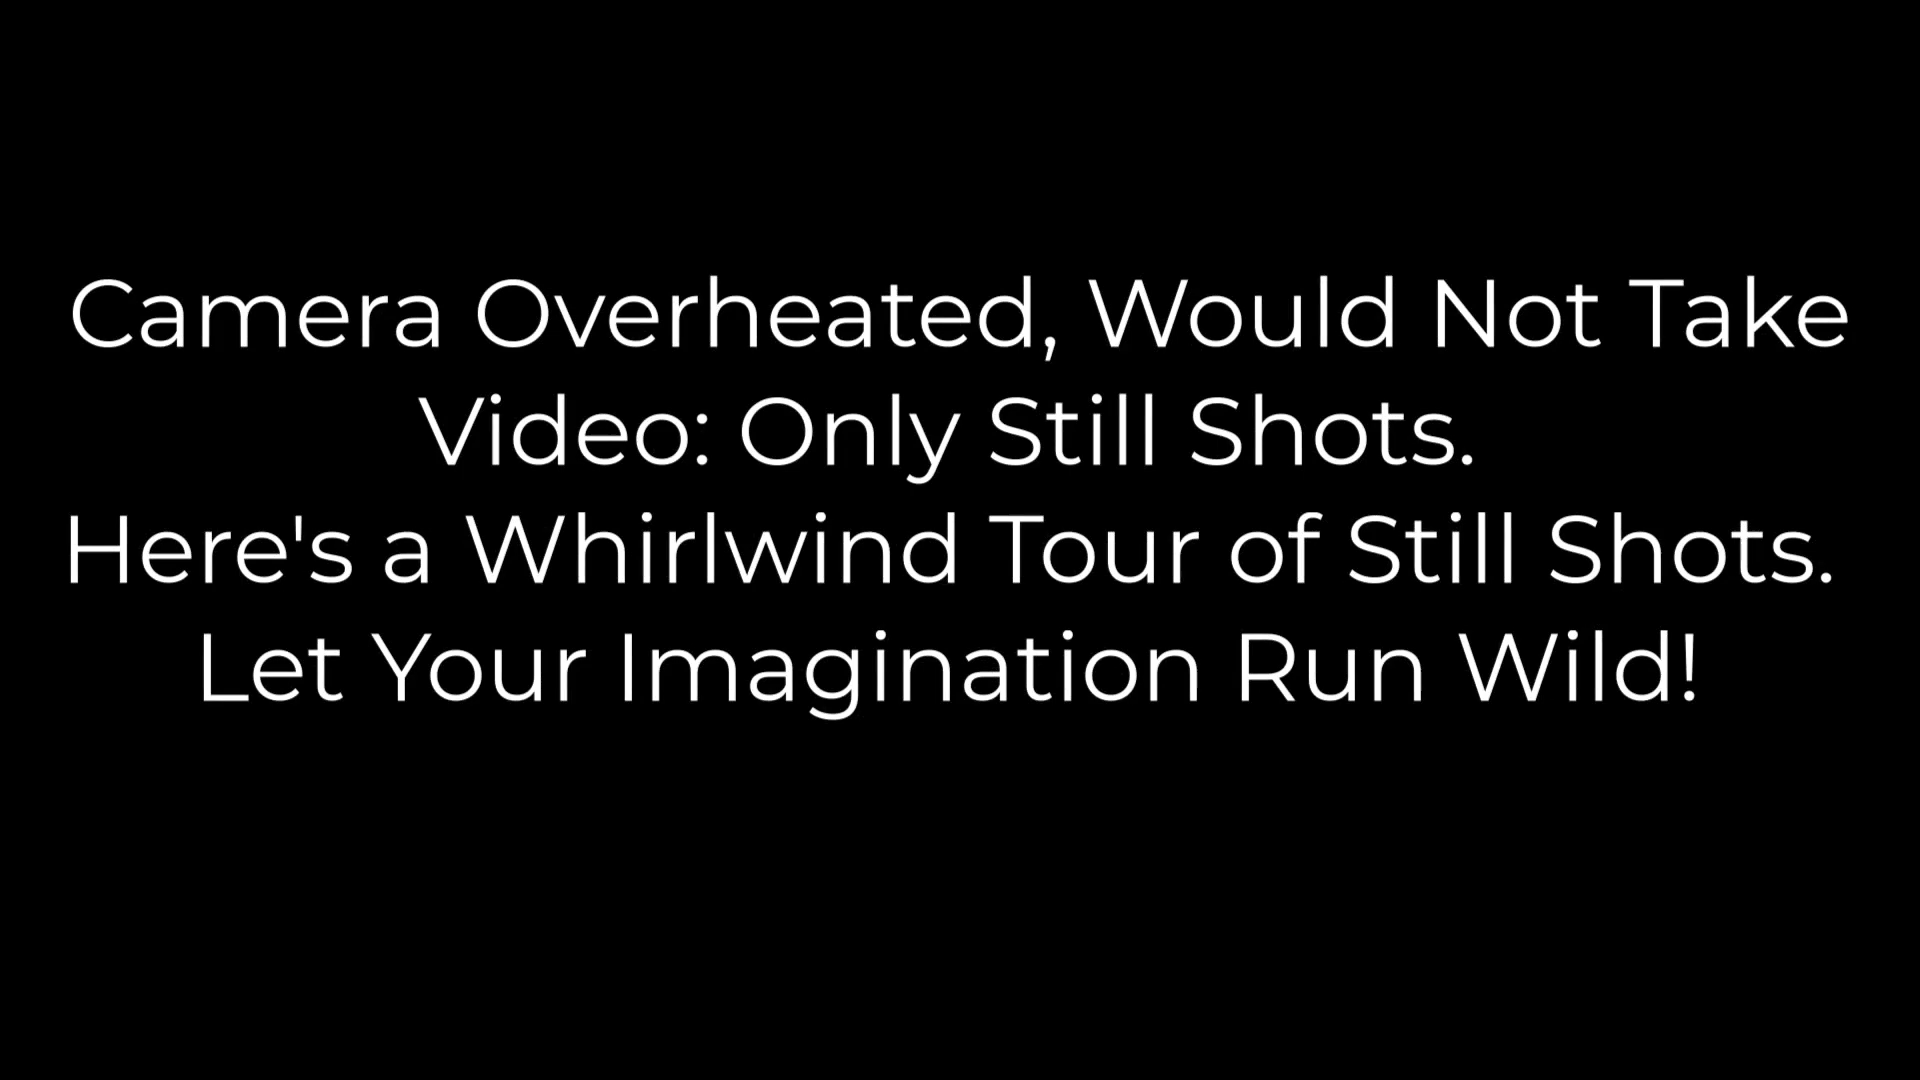 Camera Overheated, Would Not Take
Video: Only Still Shots.
Here's a Whirlwind Tour of Still Shots.
Let Your Imagination Run Wild!